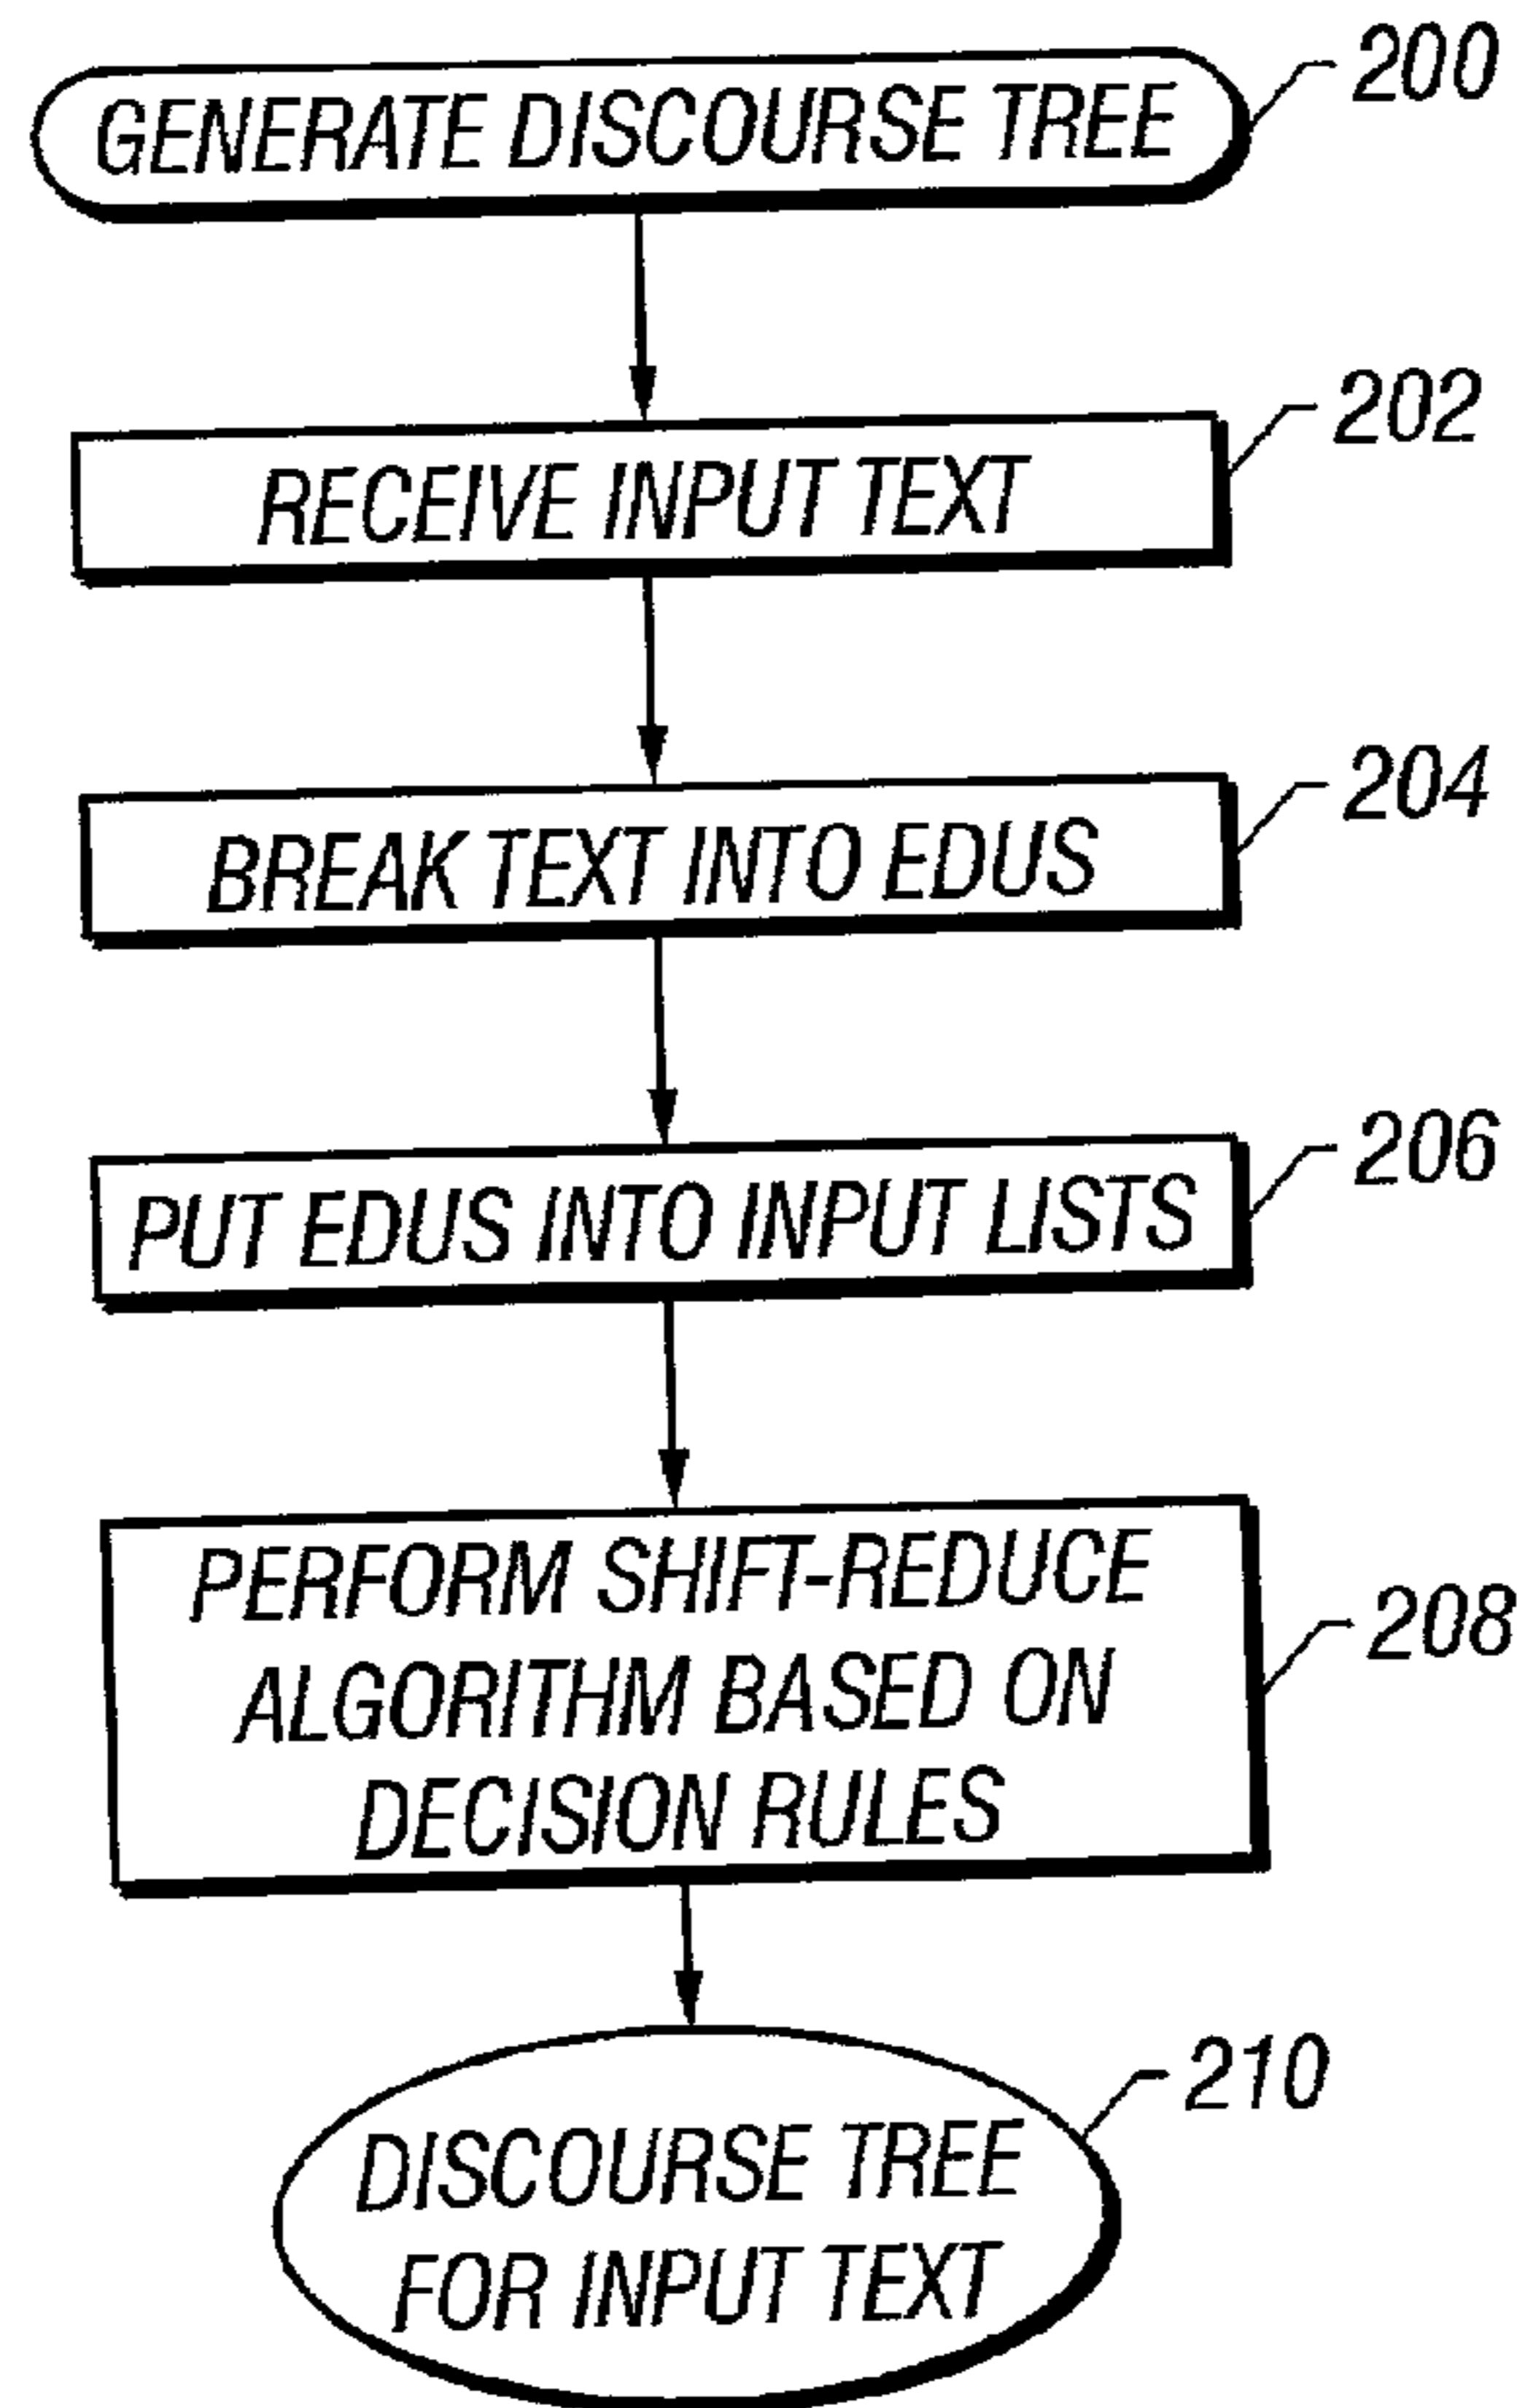 GENERATE DISCOURSE TREE
200
RECEIVE INPUT TEXT
202
BREAK TEXT INTO EDUS
204
PUT EDUS INTO INPUT LISTS
206
PERFORM SHIFT-REDUCE
ALGORITHM BASED ON
DECISION RULES
208
DISCOURSE TREE
FOR INPUT TEXT
210